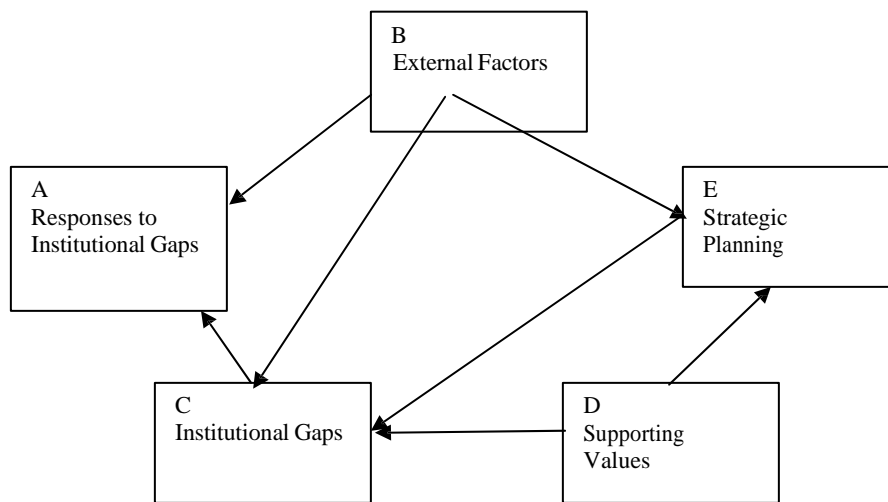 B
External Factors
A
Responses to
Institutional Gaps
E
Strategic
Planning
C
Institutional Gaps
D
Supporting
Values